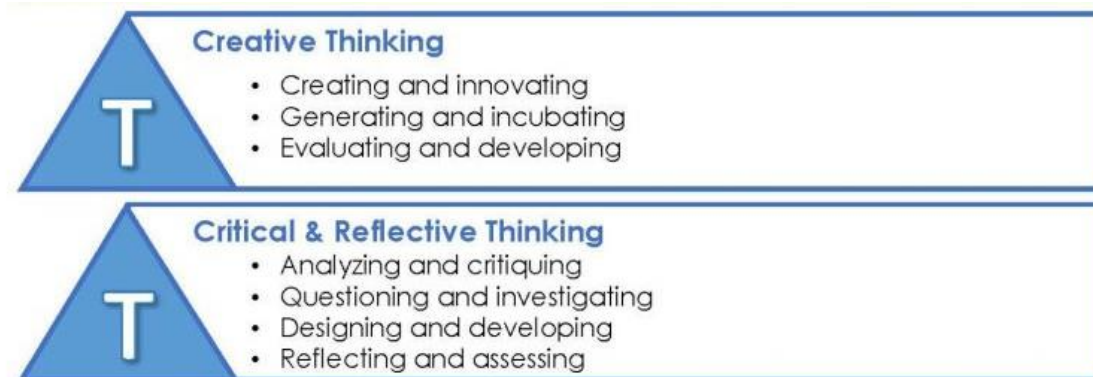 T
Creative Thinking
• Creating and innovating
• Generating and incubating
• Evaluating and developing
T
Critical & Reflective Thinking
• Analyzing and critiquing
• Questioning and investigating
• Designing and developing
• Reflecting and assessing